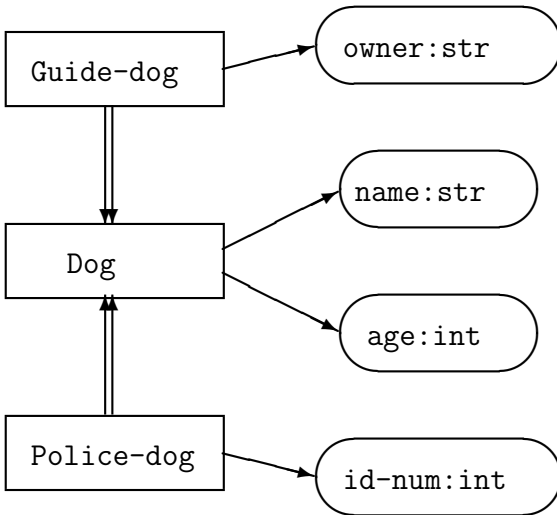 Guide-dog
owner:str
name:str
Dog
age:int
Police-dog
id-num:int